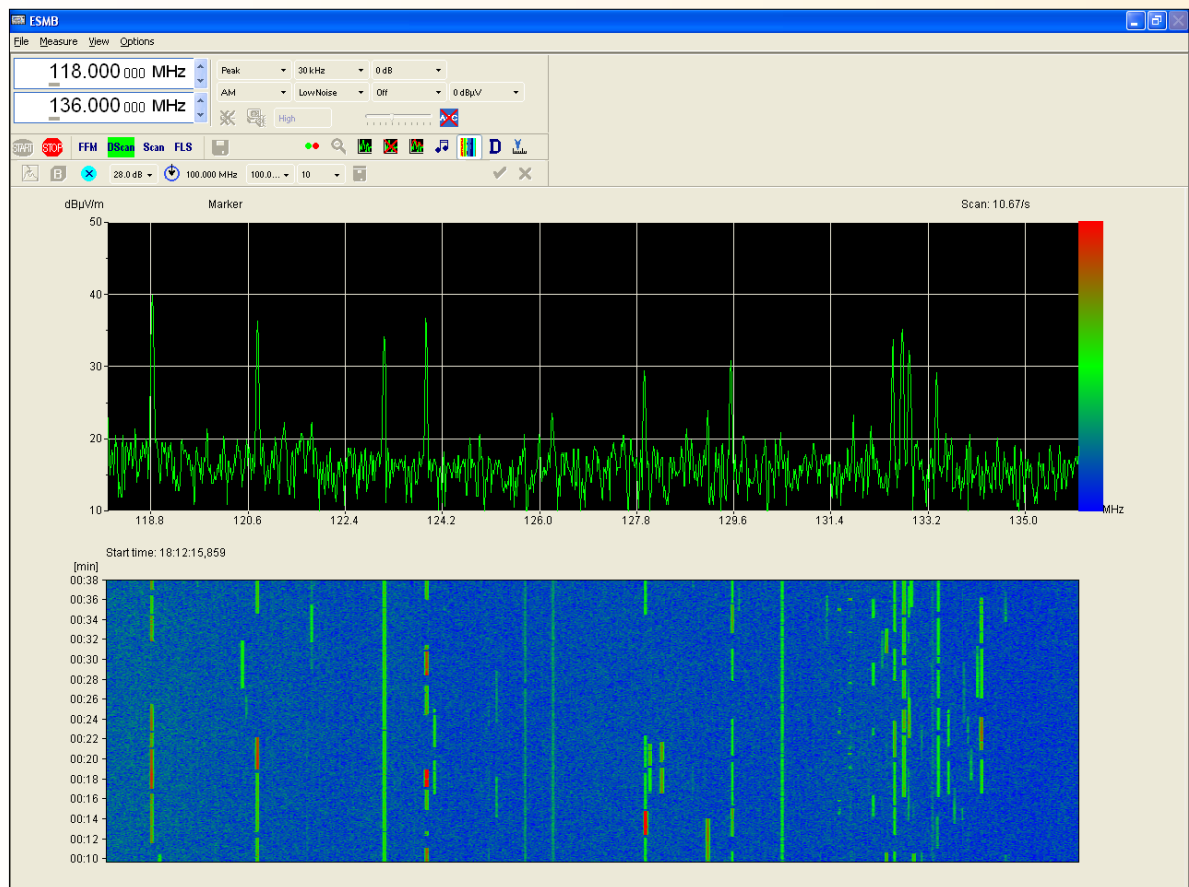 ESMB
File Measure View Options
118.000 000 MHz
Peak 30 kHz 0 dB
136.000 000 MHz
AM LowNoise Off 0 dBµV
High
START STOP FFM DScan Scan FLS D
B 28.0 dB 100.000 MHz 100.0... 10
dBµV/m Marker Scan: 10.67/s
50
40
30
20
10
118.8 120.6 122.4 124.2 126.0 127.8 129.6 131.4 133.2 135.0 MHz
Start time: 18:12:15,859
[min]
00:38
00:36
00:34
00:32
00:30
00:28
00:26
00:24
00:22
00:20
00:18
00:16
00:14
00:12
00:10